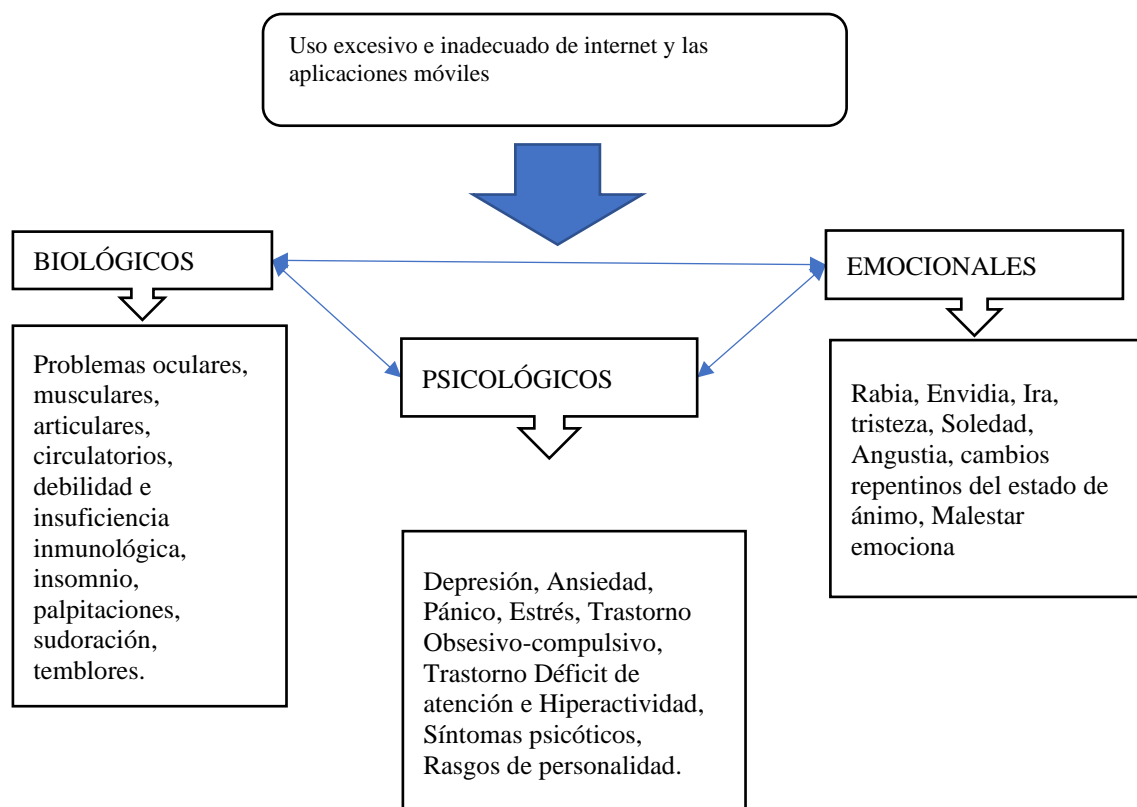 Uso excesivo e inadecuado de internet y las
aplicaciones móviles
BIOLÓGICOS
EMOCIONALES
PSICOLÓGICOS
Problemas oculares,
musculares,
articulares,
circulatorios,
debilidad e
insuficiencia
inmunológica,
insomnio,
palpitaciones,
sudoración,
temblores.
Rabia, Envidia, Ira,
tristeza, Soledad,
Angustia, cambios
repentinos del estado de
ánimo, Malestar
emociona
Depresión, Ansiedad,
Pánico, Estrés, Trastorno
Obsesivo-compulsivo,
Trastorno Déficit de
atención e Hiperactividad,
Síntomas psicóticos,
Rasgos de personalidad.